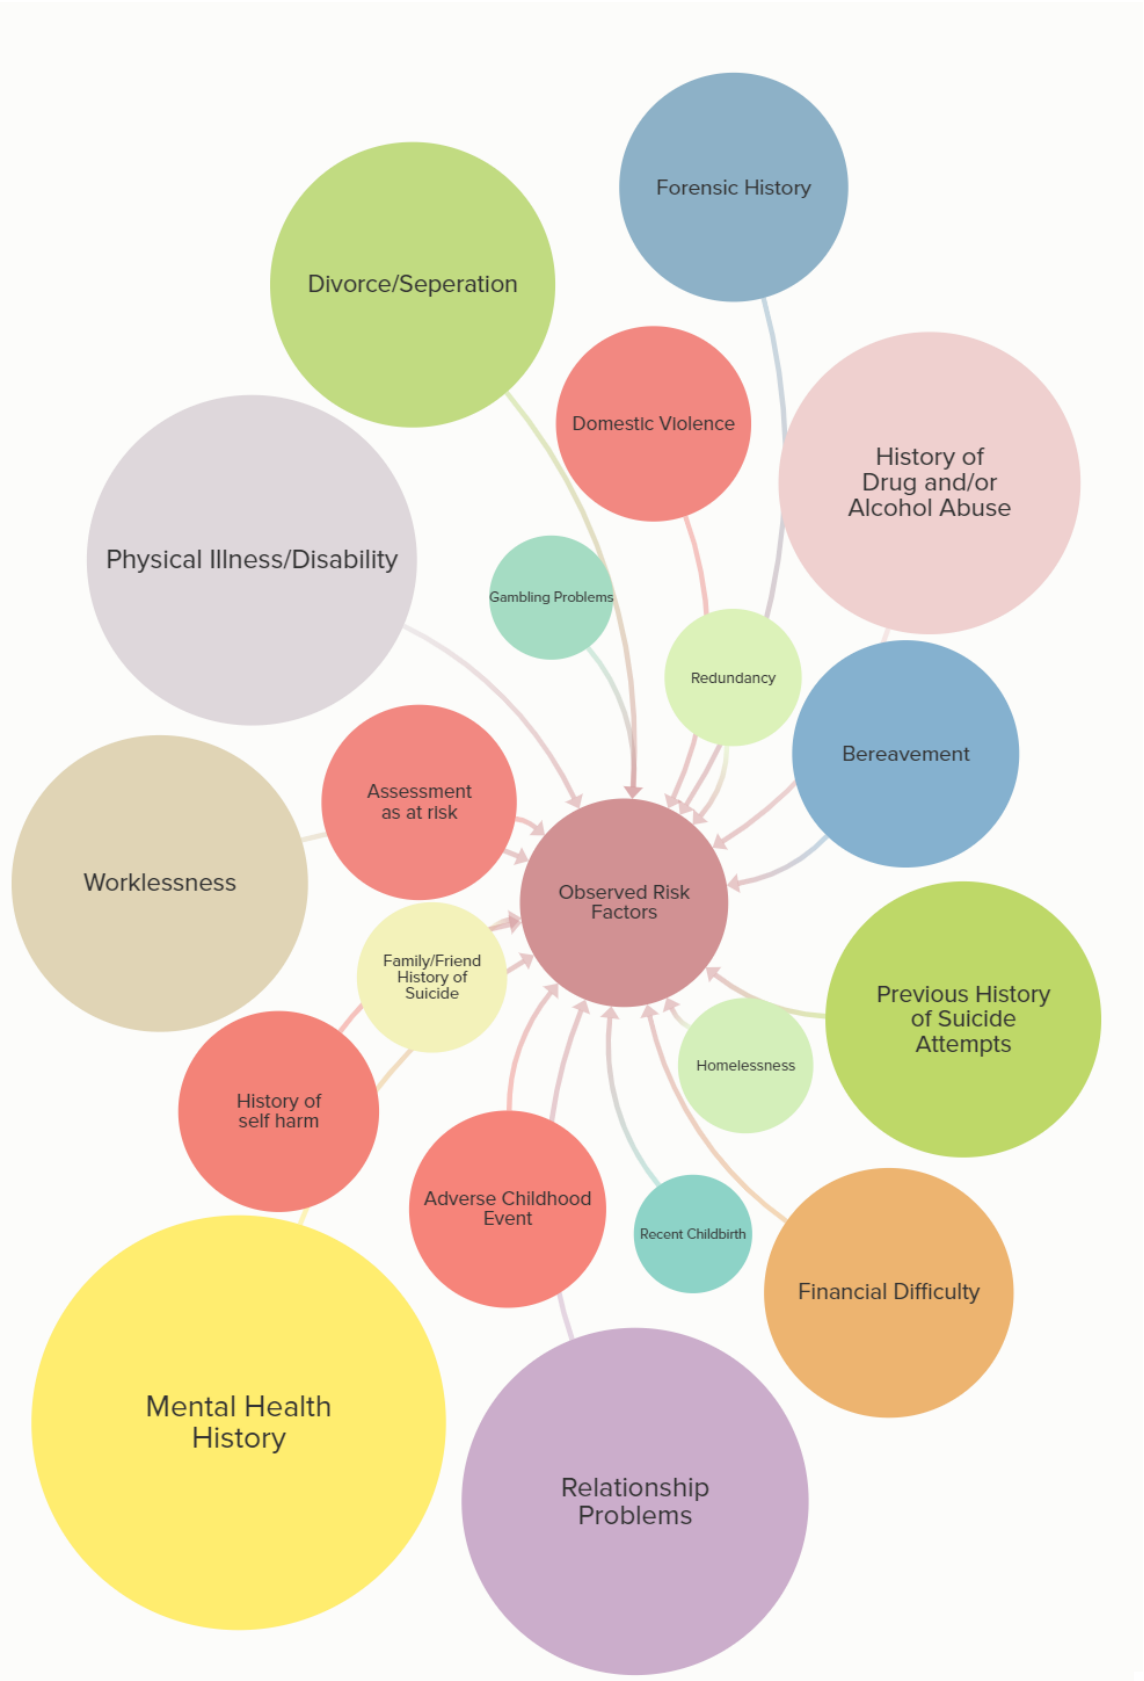 Forensic History
Divorce/Seperation
Domestic Violence
History of
Drug and/or
Alcohol Abuse
Physical Illness/Disability
Gambling Problems
Redundancy
Bereavement
Assessment
as at risk
Worklessness
Observed Risk
Factors
Family/Friend
History of
Suicide
Previous History
of Suicide
Attempts
Homelessness
History of
self harm
Adverse Childhood
Event
Recent Childbirth
Financial Difficulty
Mental Health
History
Relationship
Problems